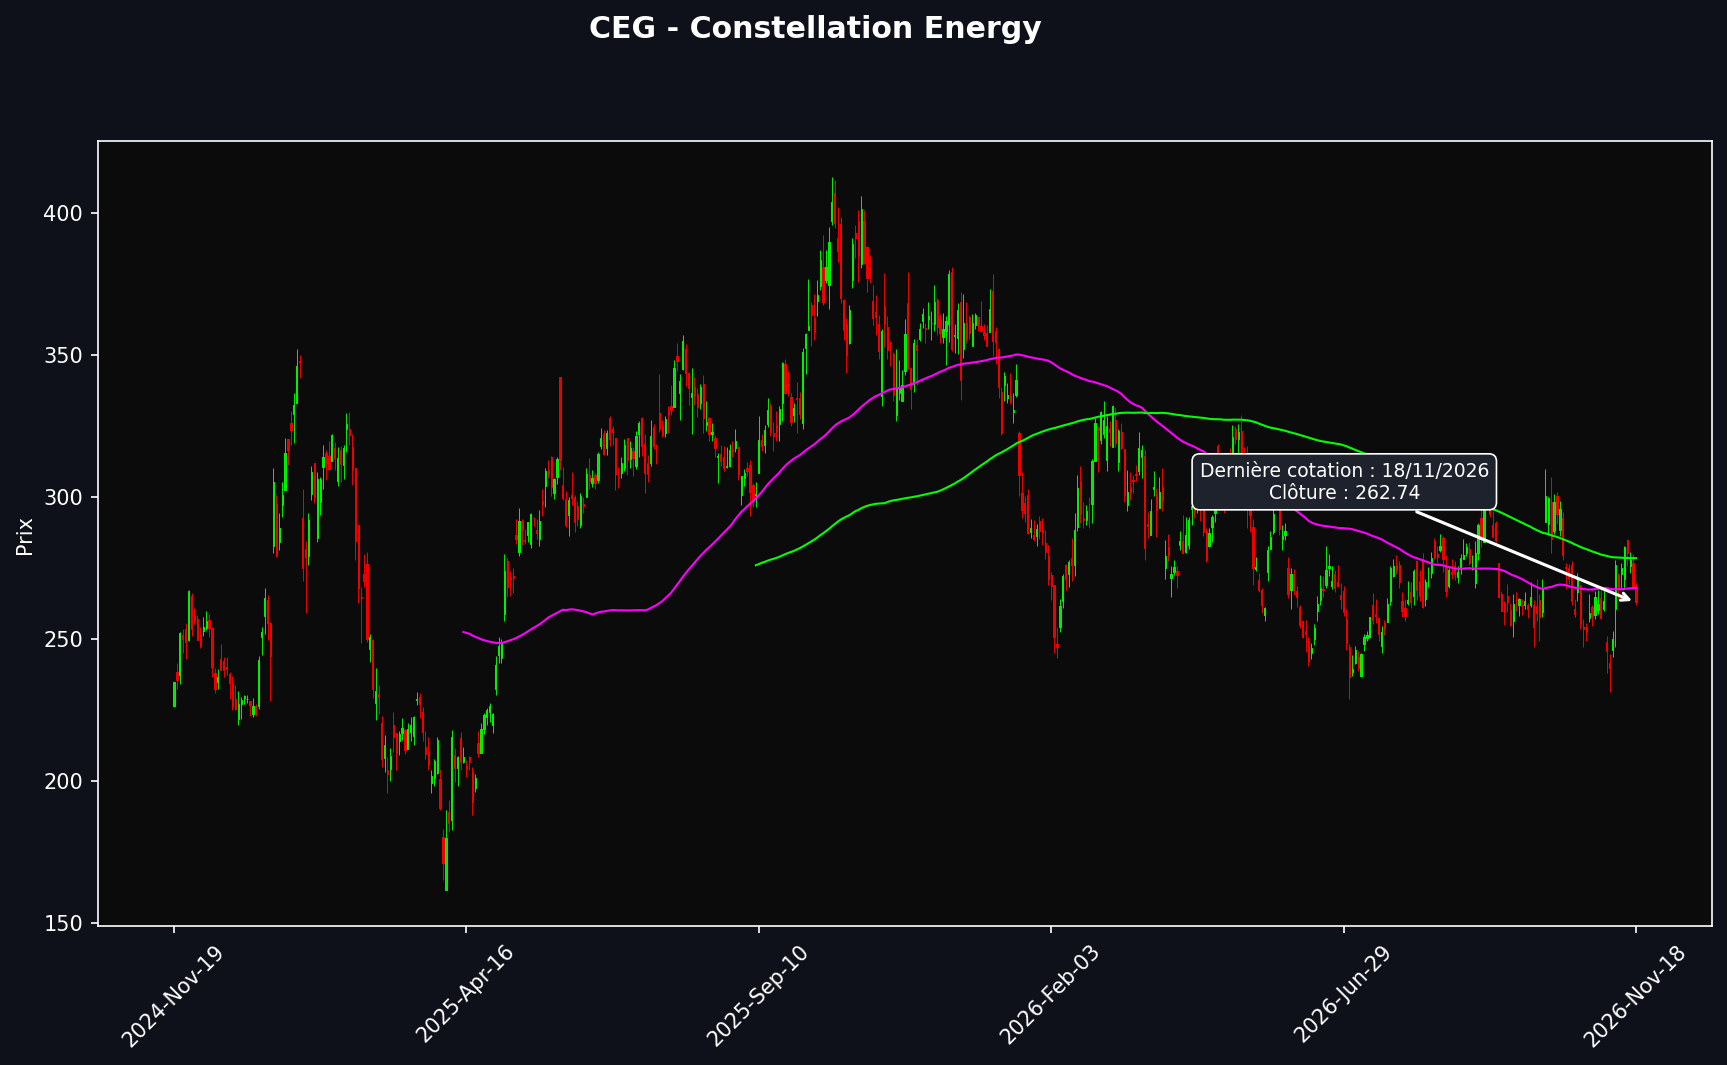 CEG - Constellation Energy
400
350
300
250
200
150
Prix
Dernière cotation : 18/11/2026
Clôture : 262.74
2024-Nov-19
2025-Apr-16
2025-Sep-10
2026-Feb-03
2026-Jun-29
2026-Nov-18